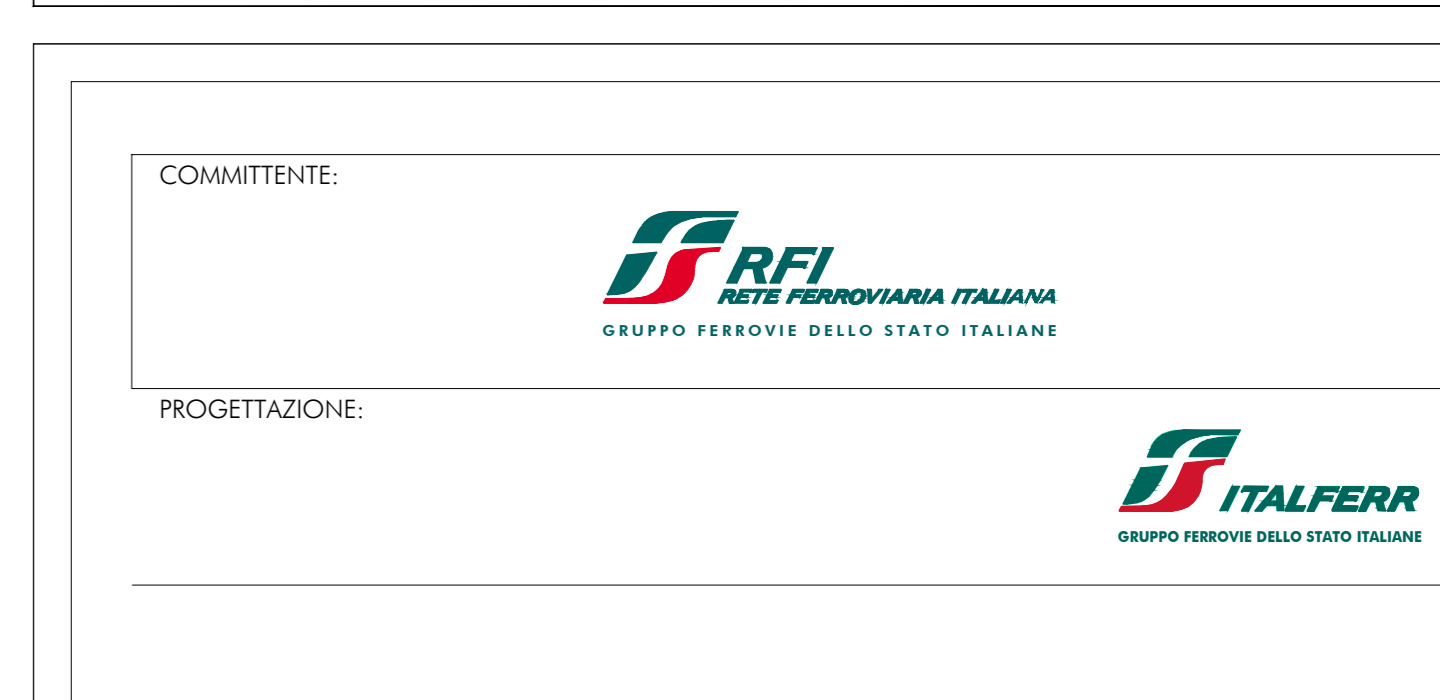 COMMITTENTE:
RFI
RETE FERROVIARIA ITALIANA
GRUPPO FERROVIE DELLO STATO ITALIANE
PROGETTAZIONE:
ITALFERR
GRUPPO FERROVIE DELLO STATO ITALIANE